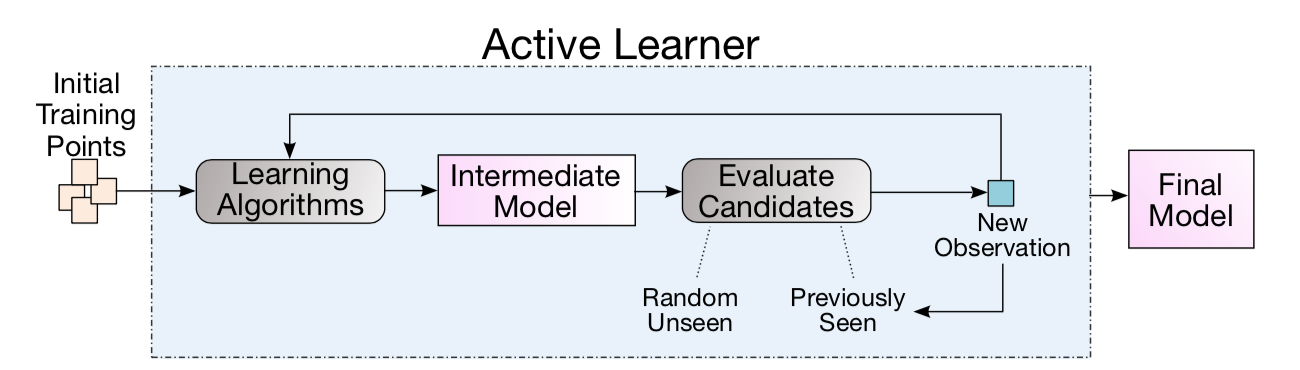 Active Learner
Initial
Training
Points
Learning
Algorithms
Intermediate
Model
Evaluate
Candidates
New
Observation
Random
Unseen
Previously
Seen
Final
Model